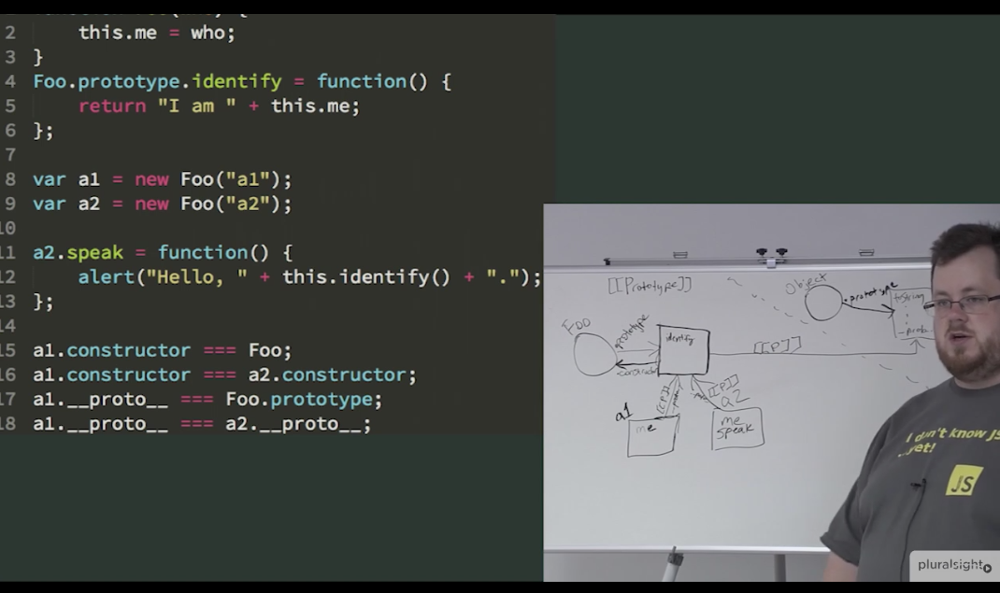 2 this.me = who;
3 }
4 Foo.prototype.identify = function() {
5 return "I am " + this.me;
6 };
7
8 var a1 = new Foo("a1");
9 var a2 = new Foo("a2");
10
11 a2.speak = function() {
12 alert("Hello, " + this.identify() + ".");
13 };
14
15 a1.constructor === Foo;
16 a1.constructor === a2.constructor;
17 a1.__proto__ === Foo.prototype;
18 a1.__proto__ === a2.__proto__;
[[Prototype]]
Object
.prototype
toString
Foo
prototype
identify
[[P]]
constructor
[[P]]
[[P]]
a1
a2
me
me
speak
I don't know JS
...yet!
JS
pluralsight